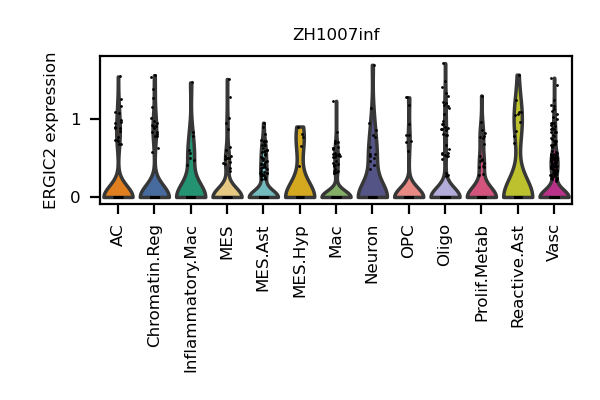 ZH1007inf
ERGIC2 expression
1
0
AC
Chromatin.Reg
Inflammatory.Mac
MES
MES.Ast
MES.Hyp
Mac
Neuron
OPC
Oligo
Prolif.Metab
Reactive.Ast
Vasc